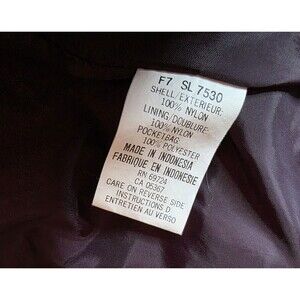 F7 SL 7530
SHELL/EXTERIEUR:
100% NYLON
LINING/DOUBLURE:
100% NYLON
POCKETBAG:
100% POLYESTER
MADE IN INDONESIA
FABRIQUE EN INDONESIE
RN 69724
CA 05367
CARE ON REVERSE SIDE
INSTRUCTIONS D
ENTRETIEN AU VERSO